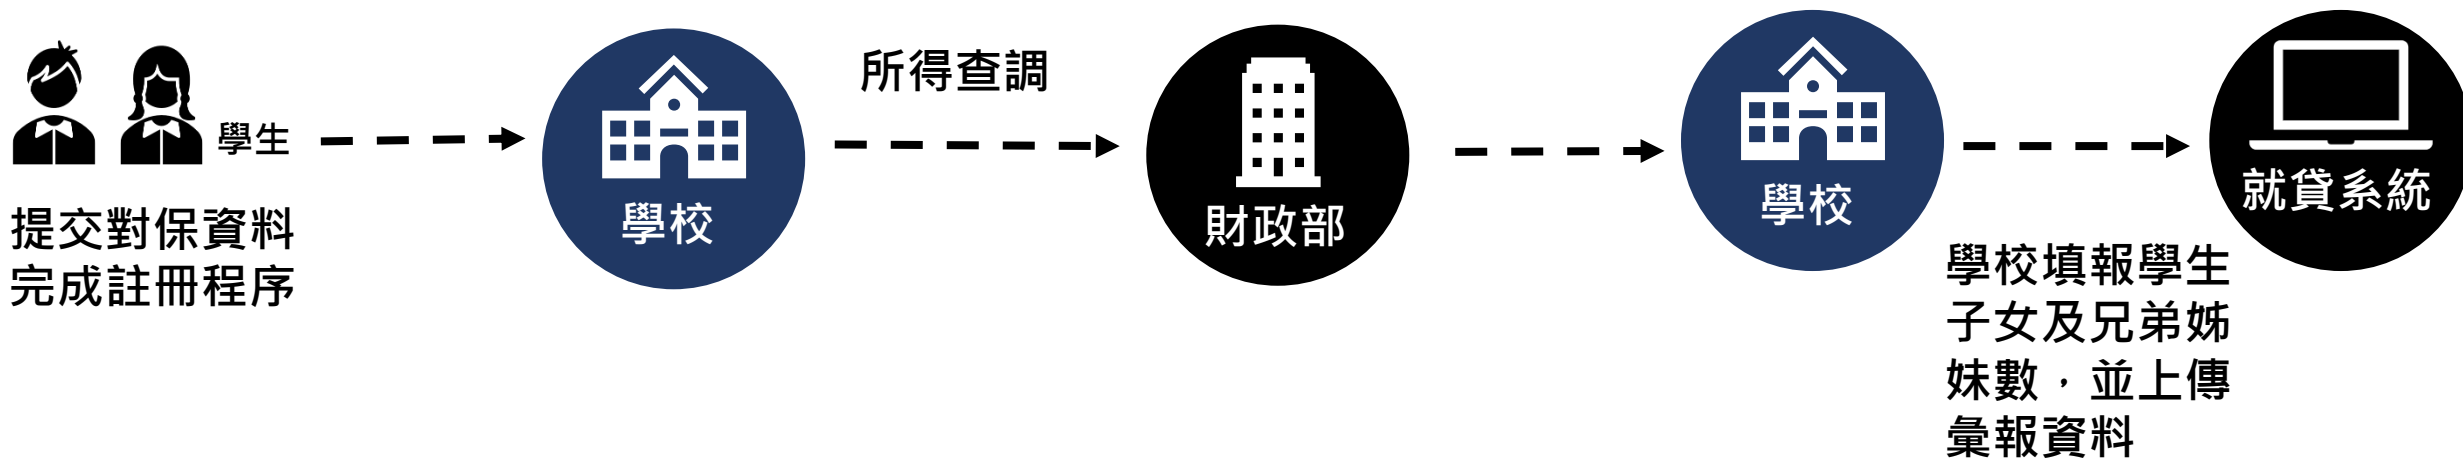 學生
提交對保資料
完成註冊程序
學校
所得查調
財政部
學校
學校填報學生
子女及兄弟姊
妹數，並上傳
彙報資料
就貸系統